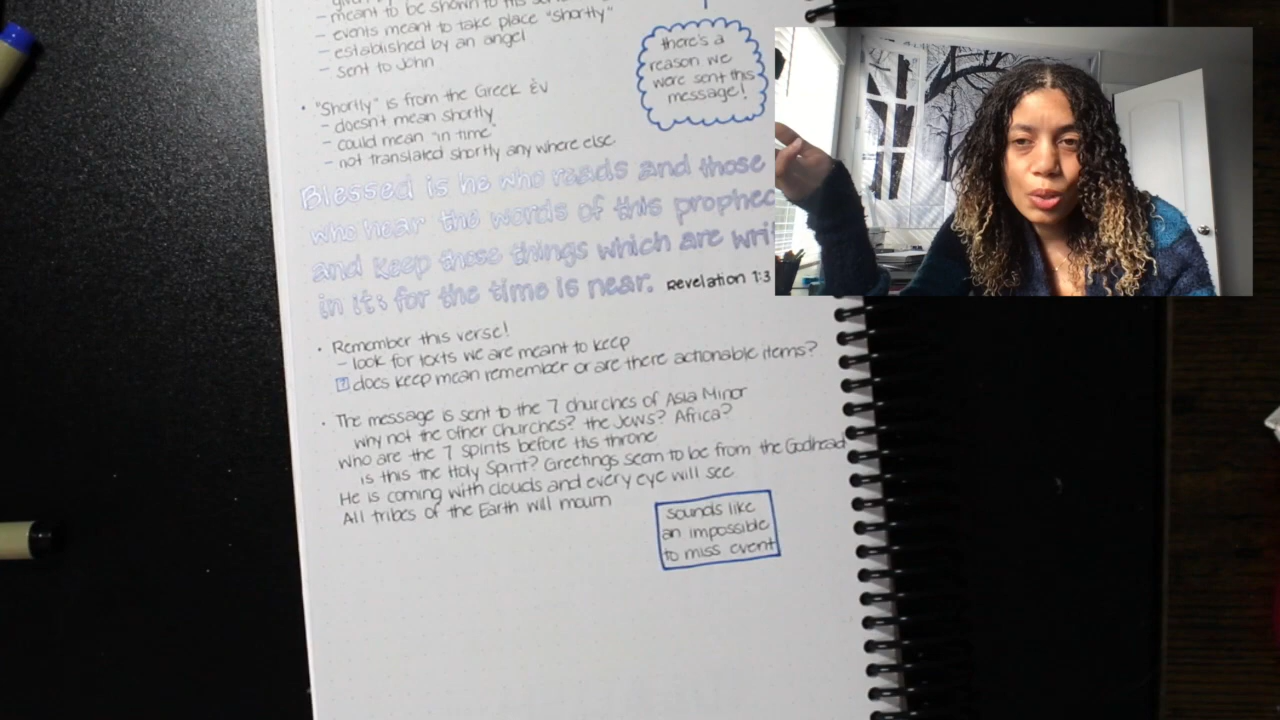 - meant to be shown to His
- events meant to take place "shortly"
- established by an angel
- sent to John
there's a
reason we
were sent this
message!
• "Shortly" is from the Greek ἐν
- doesn't mean shortly
- could mean "in time"
- not translated shortly any where else
Blessed is he who reads and those
who hear the words of this prophec
and keep those things which are wri
in it; for the time is near. Revelation 1:3
• Remember this verse!
- look for texts we are meant to keep
? does keep mean remember or are there actionable items?
• The message is sent to the 7 churches of Asia Minor
why not the other churches? the Jews? Africa?
who are the 7 spirits before His throne
is this the Holy Spirit? Greetings seem to be from the Godhead
He is coming with clouds and every eye will see
All tribes of the Earth will mourn
sounds like
an impossible
to miss event